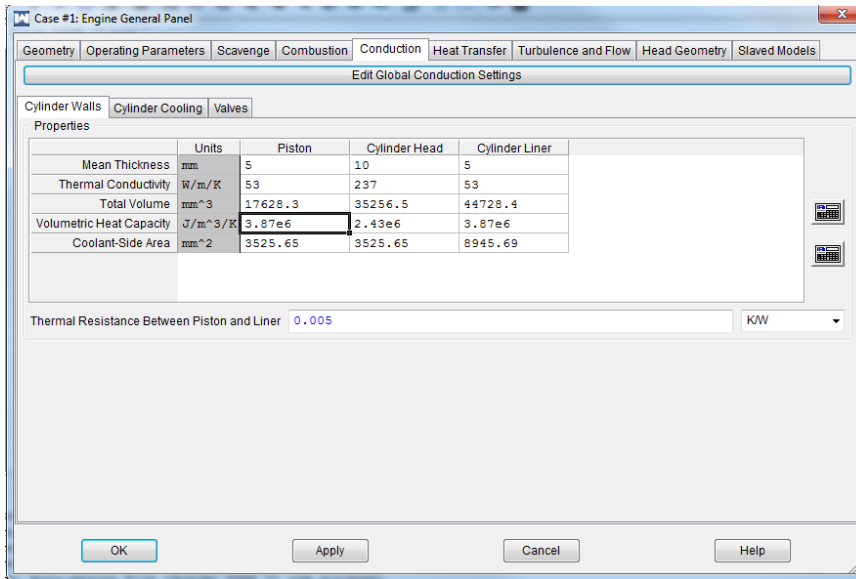 Case #1: Engine General Panel
Geometry Operating Parameters Scavenge Combustion Conduction Heat Transfer Turbulence and Flow Head Geometry Slaved Models
Edit Global Conduction Settings
Cylinder Walls Cylinder Cooling Valves
Properties
Units Piston Cylinder Head Cylinder Liner
Mean Thickness mm 5 10 5
Thermal Conductivity W/m/K 53 237 53
Total Volume mm^3 17628.3 35256.5 44728.4
Volumetric Heat Capacity J/m^3/K 3.87e6 2.43e6 3.87e6
Coolant-Side Area mm^2 3525.65 3525.65 8945.69
Thermal Resistance Between Piston and Liner 0.005 K/W
OK Apply Cancel Help